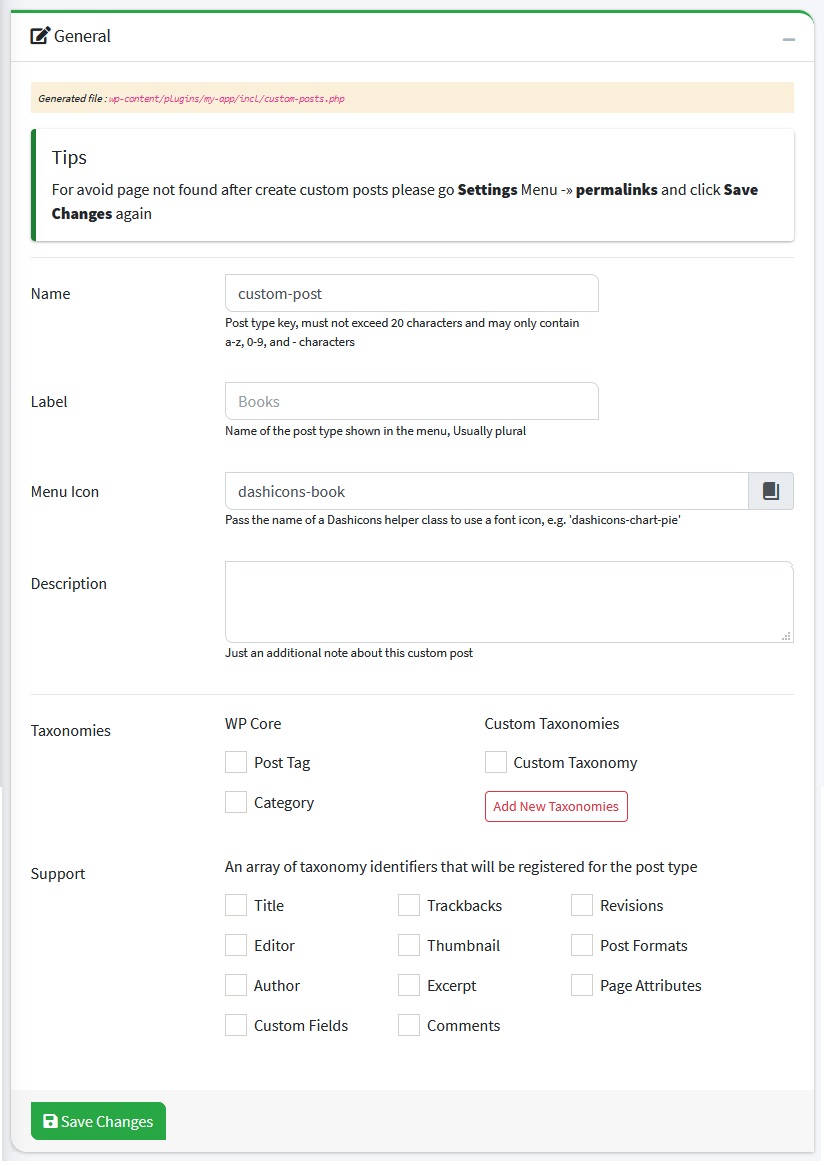 General
Generated file : wp-content/plugins/my-app/incl/custom-posts.php
Tips
For avoid page not found after create custom posts please go Settings Menu -» permalinks and click Save
Changes again
Name
custom-post
Post type key, must not exceed 20 characters and may only contain
a-z, 0-9, and - characters
Label
Books
Name of the post type shown in the menu, Usually plural
Menu Icon
dashicons-book
Pass the name of a Dashicons helper class to use a font icon, e.g. 'dashicons-chart-pie'
Description
Just an additional note about this custom post
Taxonomies
WP Core
Custom Taxonomies
Post Tag
Custom Taxonomy
Category
Add New Taxonomies
Support
An array of taxonomy identifiers that will be registered for the post type
Title
Trackbacks
Revisions
Editor
Thumbnail
Post Formats
Author
Excerpt
Page Attributes
Custom Fields
Comments
Save Changes